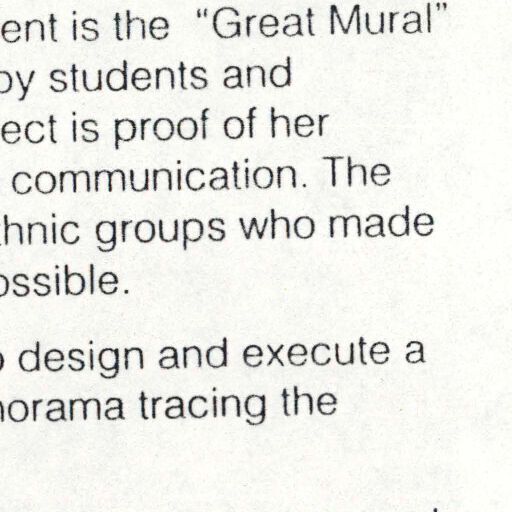 ent is the “Great Mural”
by students and
ect is proof of her
communication. The
hnic groups who made
ossible.
design and execute a
norama tracing the